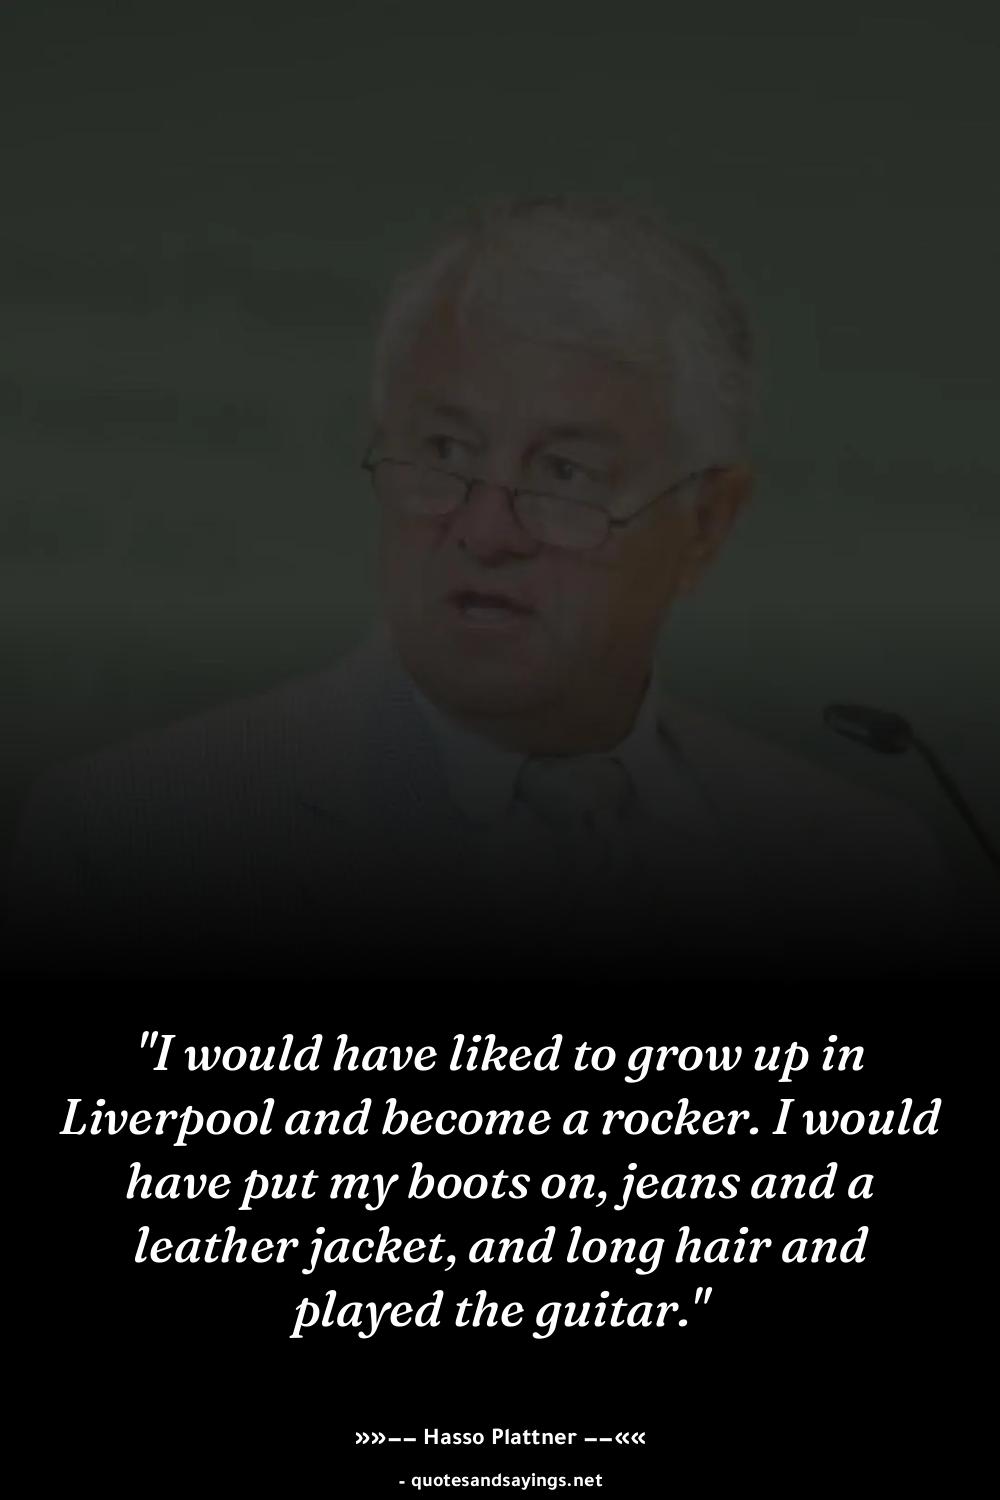 "I would have liked to grow up in
Liverpool and become a rocker. I would
have put my boots on, jeans and a
leather jacket, and long hair and
played the guitar."
»»—— Hasso Plattner ——««
- quotesandsayings.net